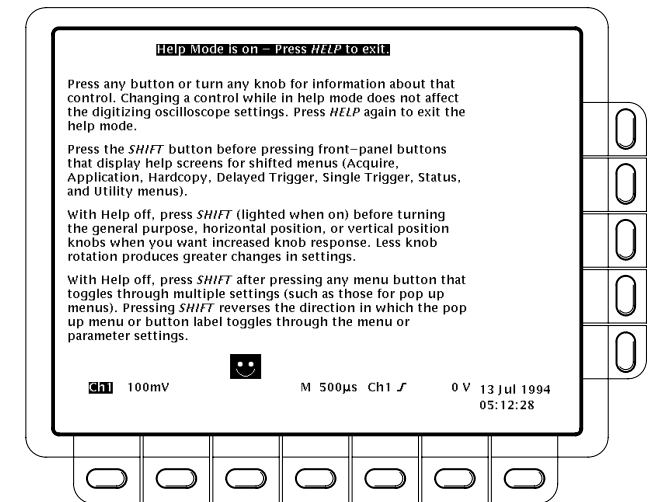 Help Mode is on – Press HELP to exit.
Press any button or turn any knob for information about that
control. Changing a control while in help mode does not affect
the digitizing oscilloscope settings. Press HELP again to exit the
help mode.
Press the SHIFT button before pressing front–panel buttons
that display help screens for shifted menus (Acquire,
Application, Hardcopy, Delayed Trigger, Single Trigger, Status,
and Utility menus).
With Help off, press SHIFT (lighted when on) before turning
the general purpose, horizontal position, or vertical position
knobs when you want increased knob response. Less knob
rotation produces greater changes in settings.
With Help off, press SHIFT after pressing any menu button that
toggles through multiple settings (such as those for pop up
menus). Pressing SHIFT reverses the direction in which the pop
up menu or button label toggles through the menu or
parameter settings.
Ch1 100mV M 500µs Ch1 0 V 13 Jul 1994
05:12:28